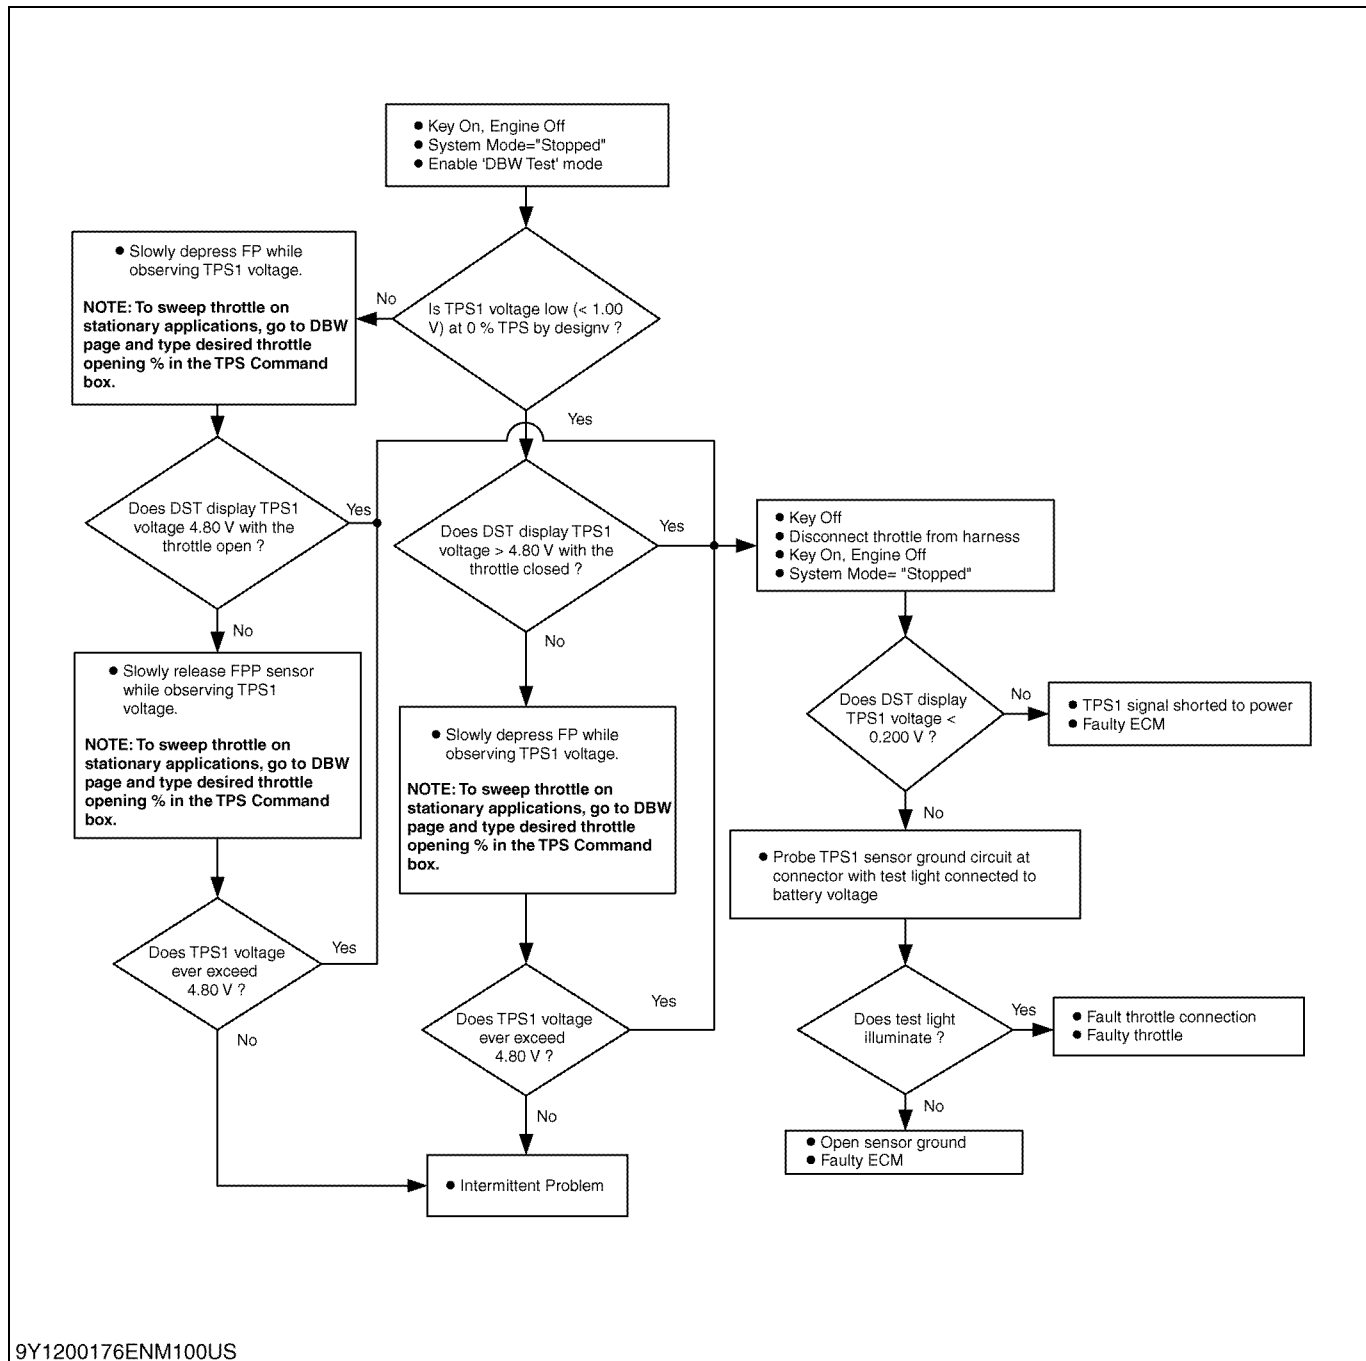 ● Key On, Engine Off
● System Mode="Stopped"
● Enable 'DBW Test' mode
Is TPS1 voltage low (< 1.00
V) at 0 % TPS by designv ?
No
Yes
● Slowly depress FP while
observing TPS1 voltage.
NOTE: To sweep throttle on
stationary applications, go to DBW
page and type desired throttle
opening % in the TPS Command
box.
Does DST display TPS1
voltage 4.80 V with the
throttle open ?
Yes
No
● Slowly release FPP sensor
while observing TPS1
voltage.
NOTE: To sweep throttle on
stationary applications, go to DBW
page and type desired throttle
opening % in the TPS Command
box.
Does TPS1 voltage
ever exceed
4.80 V ?
Yes
No
Does DST display TPS1
voltage > 4.80 V with the
throttle closed ?
Yes
No
● Slowly depress FP while
observing TPS1 voltage.
NOTE: To sweep throttle on
stationary applications, go to DBW
page and type desired throttle
opening % in the TPS Command
box.
Does TPS1 voltage
ever exceed
4.80 V ?
Yes
No
● Intermittent Problem
● Key Off
● Disconnect throttle from harness
● Key On, Engine Off
● System Mode= "Stopped"
Does DST display
TPS1 voltage <
0.200 V ?
No
● TPS1 signal shorted to power
● Faulty ECM
No
● Probe TPS1 sensor ground circuit at
connector with test light connected to
battery voltage
Does test light
illuminate ?
Yes
● Fault throttle connection
● Faulty throttle
No
● Open sensor ground
● Faulty ECM
9Y1200176ENM100US